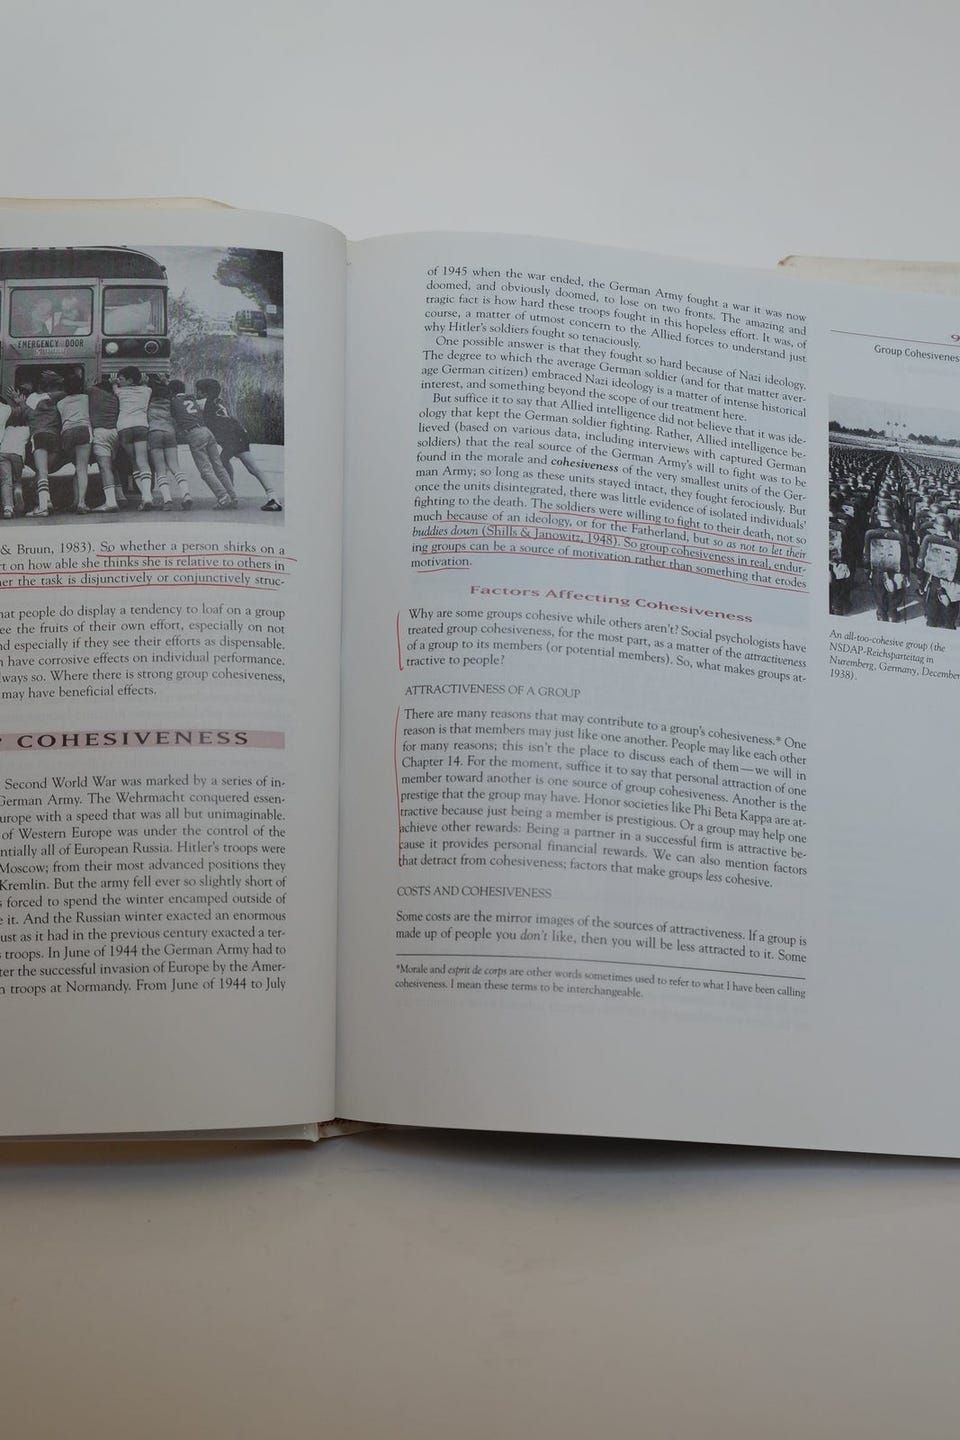 EMERGENCY DOOR
2
& Bruun, 1983). So whether a person shirks on a
on how able she thinks she is relative to others in
the task is disjunctively or conjunctively struc-
people do display a tendency to loaf on a group
the fruits of their own effort, especially on not
especially if they see their efforts as dispensable.
have corrosive effects on individual performance.
so. Where there is strong group cohesiveness,
may have beneficial effects.
COHESIVENESS
Second World War was marked by a series of in-
German Army. The Wehrmacht conquered essen-
with a speed that was all but unimaginable.
of Western Europe was under the control of the
all of European Russia. Hitler's troops were
Moscow; from their most advanced positions they
Kremlin. But the army fell ever so slightly short of
forced to spend the winter encamped outside of
it. And the Russian winter exacted an enormous
as it had in the previous century exacted a ter-
troops. In June of 1944 the German Army had to
the successful invasion of Europe by the Amer-
troops at Normandy. From June of 1944 to July
of 1945 when the war ended, the German Army fought a war it was now
doomed, and obviously doomed, to lose on two fronts. The amazing and
tragic fact is how hard these troops fought in this hopeless effort. It was, of
course, a matter of utmost concern to the Allied forces to understand just
why Hitler's soldiers fought so tenaciously.
One possible answer is that they fought so hard because of Nazi ideology.
The degree to which the average German soldier (and for that matter aver-
age German citizen) embraced Nazi ideology is a matter of intense historical
interest, and something beyond the scope of our treatment here.
But suffice it to say that Allied intelligence did not believe that it was ide-
ology that kept the German soldier fighting. Rather, Allied intelligence be-
lieved (based on various data, including interviews with captured German
soldiers) that the real source of the German Army's will to fight was to be
found in the morale and cohesiveness of the very smallest units of the Ger-
man Army; so long as these units stayed intact, they fought ferociously. But
once the units disintegrated, there was little evidence of isolated individuals'
fighting to the death. The soldiers were willing to fight to their death, not so
much because of an ideology, or for the Fatherland, but so as not to let their
buddies down (Shills & Janowitz, 1948). So group cohesiveness in real, endur-
ing groups can be a source of motivation rather than something that erodes
motivation.
Factors Affecting Cohesiveness
Why are some groups cohesive while others aren't? Social psychologists have
treated group cohesiveness, for the most part, as a matter of the attractiveness
of a group to its members (or potential members). So, what makes groups at-
tractive to people?
ATTRACTIVENESS OF A GROUP
There are many reasons that may contribute to a group's cohesiveness.* One
reason is that members may just like one another. People may like each other
for many reasons; this isn't the place to discuss each of them—we will in
Chapter 14. For the moment, suffice it to say that personal attraction of one
member toward another is one source of group cohesiveness. Another is the
prestige that the group may have. Honor societies like Phi Beta Kappa are at-
tractive because just being a member is prestigious. Or a group may help one
achieve other rewards: Being a partner in a successful firm is attractive be-
cause it provides personal financial rewards. We can also mention factors
that detract from cohesiveness; factors that make groups less cohesive.
COSTS AND COHESIVENESS
Some costs are the mirror images of the sources of attractiveness. If a group is
made up of people you don't like, then you will be less attracted to it. Some
*Morale and esprit de corps are other words sometimes used to refer to what I have been calling
cohesiveness. I mean these terms to be interchangeable.
9
Group Cohesiveness
An all-too-cohesive group (the
NSDAP-Reichsparteitag in
Nuremberg, Germany, December
1938).